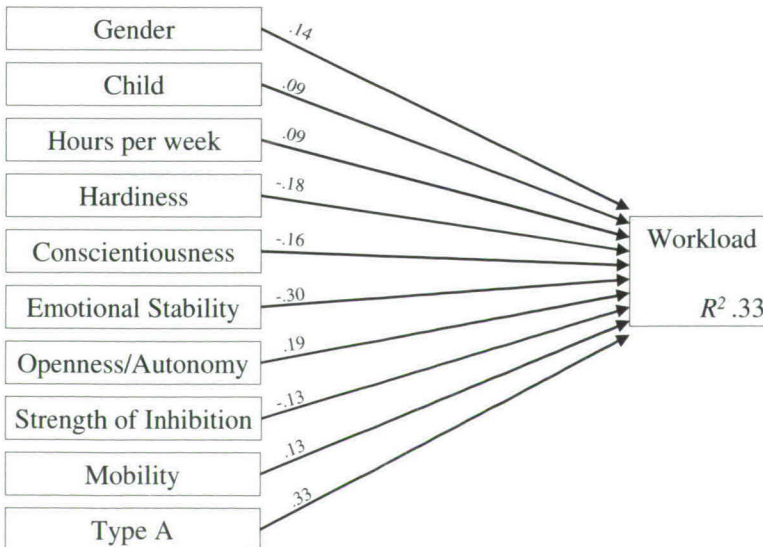 Gender
.14
Child
.09
Hours per week
.09
Hardiness
-.18
Conscientiousness
-.16
Emotional Stability
-.30
Openness/Autonomy
.19
Strength of Inhibition
-.13
Mobility
.13
Type A
.33
Workload
R² .33